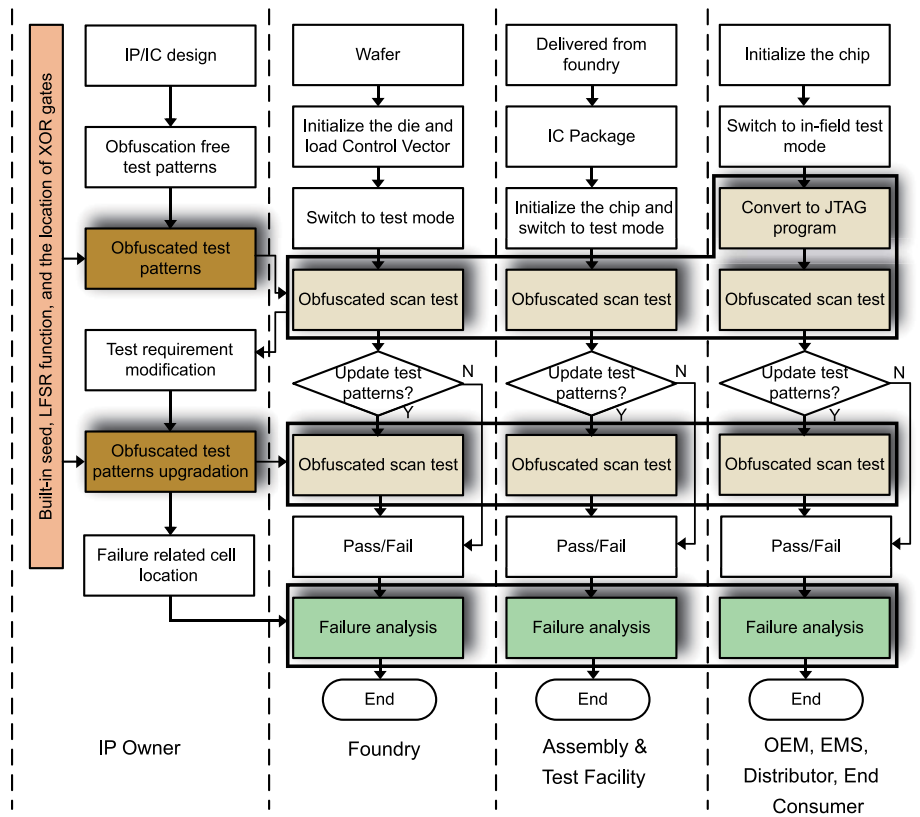 Built-in seed, LFSR function, and the location of XOR gates
IP/IC design
Obfuscation free
test patterns
Obfuscated test
patterns
Test requirement
modification
Obfuscated test
patterns upgradation
Failure related cell
location
IP Owner
Wafer
Initialize the die and
load Control Vector
Switch to test mode
Obfuscated scan test
Update test
patterns?
N
Y
Obfuscated scan test
Pass/Fail
Failure analysis
End
Foundry
Delivered from
foundry
IC Package
Initialize the chip and
switch to test mode
Obfuscated scan test
Update test
patterns?
N
Y
Obfuscated scan test
Pass/Fail
Failure analysis
End
Assembly &
Test Facility
Initialize the chip
Switch to in-field test
mode
Convert to JTAG
program
Obfuscated scan test
Update test
patterns?
N
Y
Obfuscated scan test
Pass/Fail
Failure analysis
End
OEM, EMS,
Distributor, End
Consumer